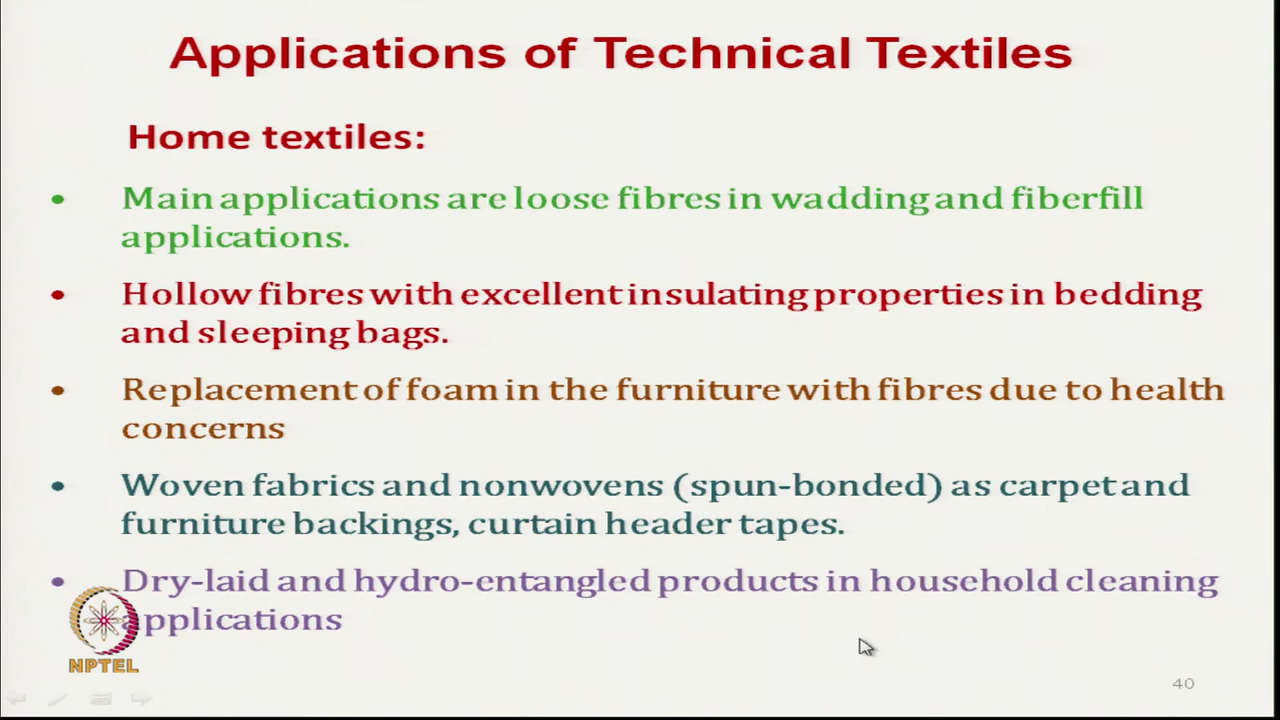 Applications of Technical Textiles
Home textiles:
• Main applications are loose fibres in wadding and fiberfill
applications.
• Hollow fibres with excellent insulating properties in bedding
and sleeping bags.
• Replacement of foam in the furniture with fibres due to health
concerns
• Woven fabrics and nonwovens (spun-bonded) as carpet and
furniture backings, curtain header tapes.
• Dry-laid and hydro-entangled products in household cleaning
applications
NPTEL
40